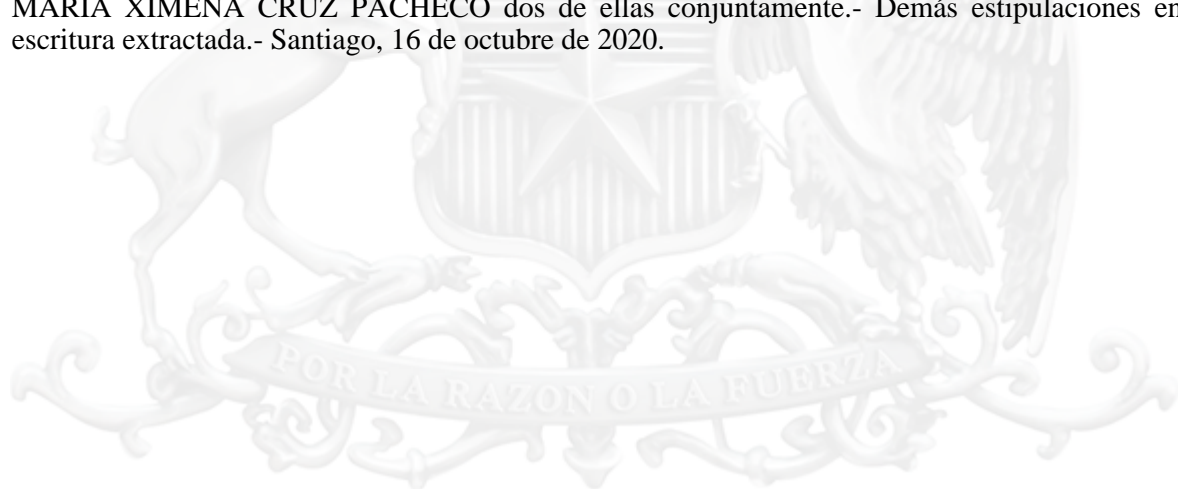 MARIA XIMENA CRUZ PACHECO dos de ellas conjuntamente.- Demás estipulaciones en
escritura extractada.- Santiago, 16 de octubre de 2020.
POR LA RAZON O LA FUERZA